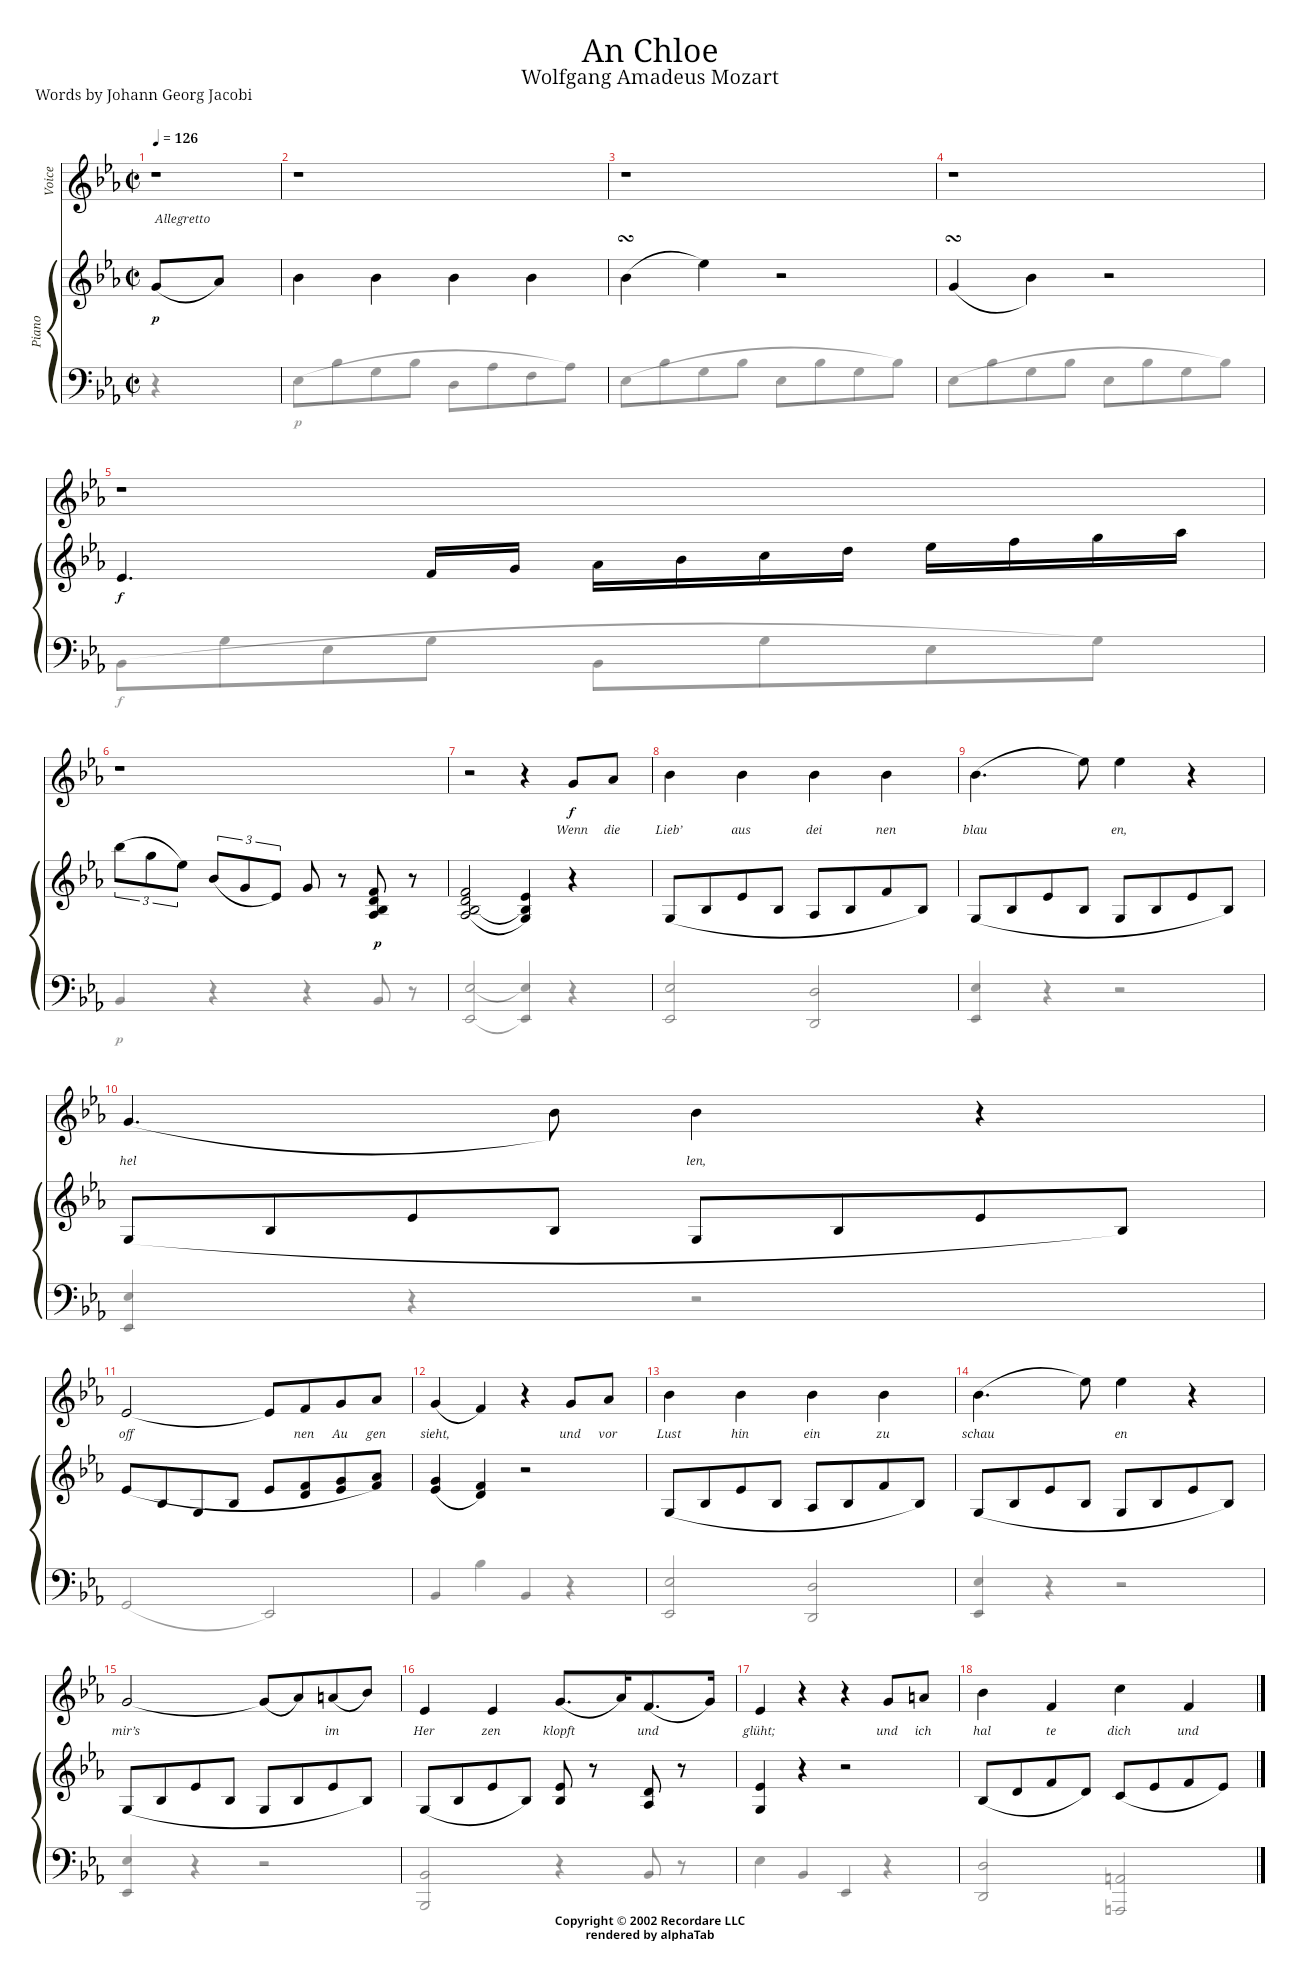 An Chloe
Wolfgang Amadeus Mozart
Words by Johann Georg Jacobi
= 126
1 2 3 4
Voice
Allegretto
p
Piano
p
5
f
f
6 7 8 9
f
Wenn die Lieb' aus dei nen blau en,
3
3
p
p
10
hel len,
11 12 13 14
off nen Au gen sieht, und vor Lust hin ein zu schau en
15 16 17 18
mir's im Her zen klopft und glüht; und ich hal te dich und
Copyright © 2002 Recordare LLC
rendered by alphaTab